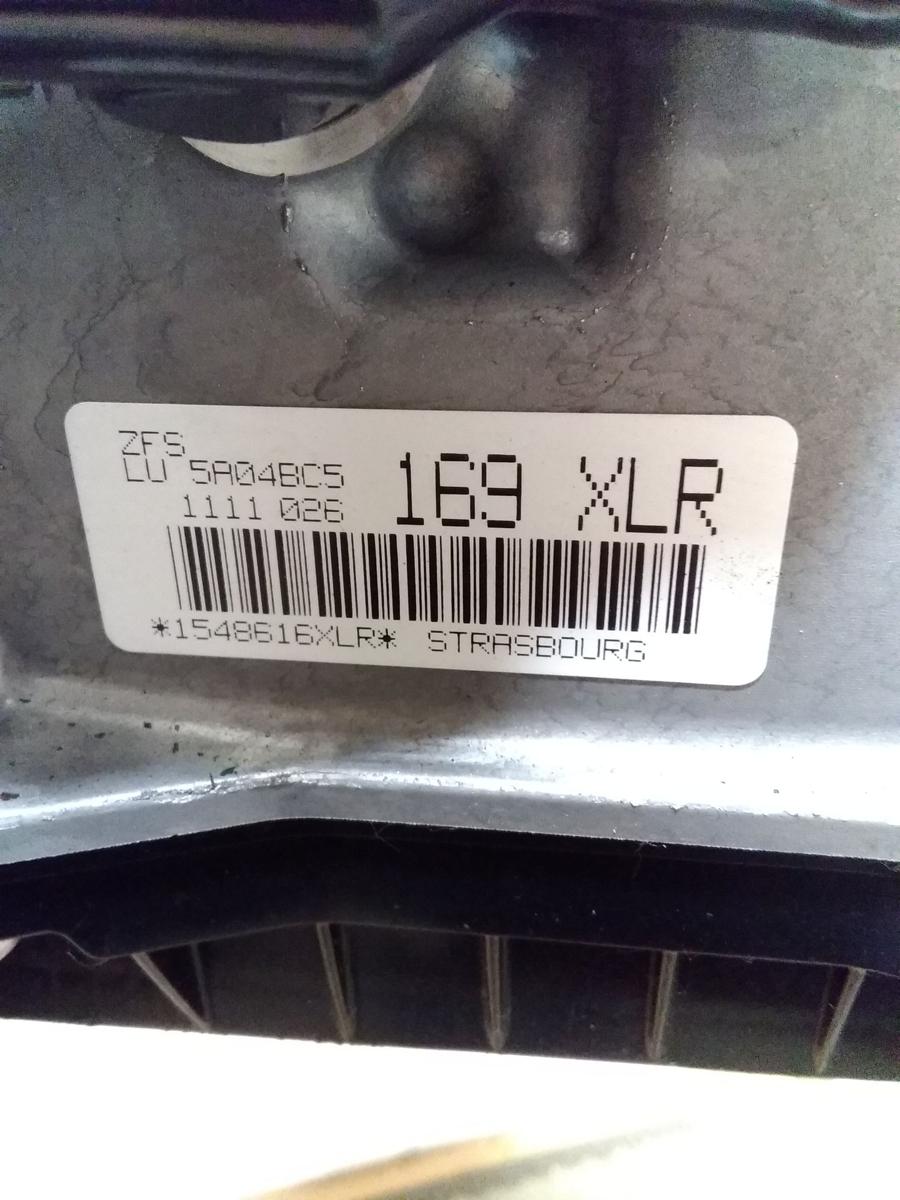 ZFS
LU 5A04BC5
1111 026
169 XLR
*1548616XLR* STRASBOURG